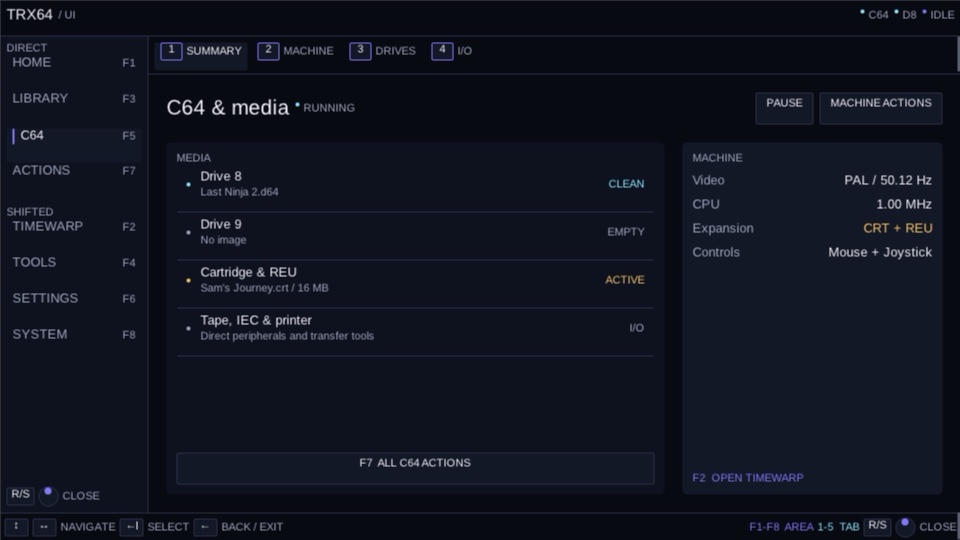 TRX64 / UI
C64 D8 IDLE
DIRECT
HOME F1
LIBRARY F3
C64 F5
ACTIONS F7
SHIFTED
TIMEWARP F2
TOOLS F4
SETTINGS F6
SYSTEM F8
R/S CLOSE
1 SUMMARY 2 MACHINE 3 DRIVES 4 I/O
C64 & media RUNNING
PAUSE MACHINE ACTIONS
MEDIA
Drive 8
Last Ninja 2.d64
CLEAN
Drive 9
No image
EMPTY
Cartridge & REU
Sam's Journey.crt / 16 MB
ACTIVE
Tape, IEC & printer
Direct peripherals and transfer tools
I/O
F7 ALL C64 ACTIONS
MACHINE
Video PAL / 50.12 Hz
CPU 1.00 MHz
Expansion CRT + REU
Controls Mouse + Joystick
F2 OPEN TIMEWARP
↕ ↔ NAVIGATE ←I SELECT ← BACK / EXIT
F1-F8 AREA 1-5 TAB R/S CLOSE